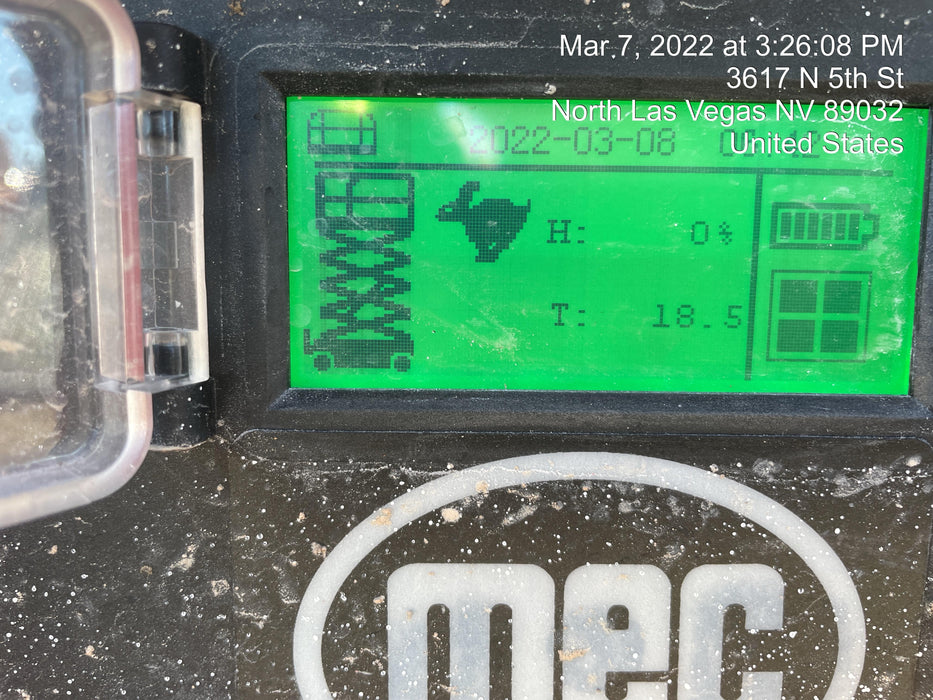 Mar 7, 2022 at 3:26:08 PM
3617 N 5th St
North Las Vegas NV 89032
United States
2022-03-08
H: 0%
T: 18.5
mec